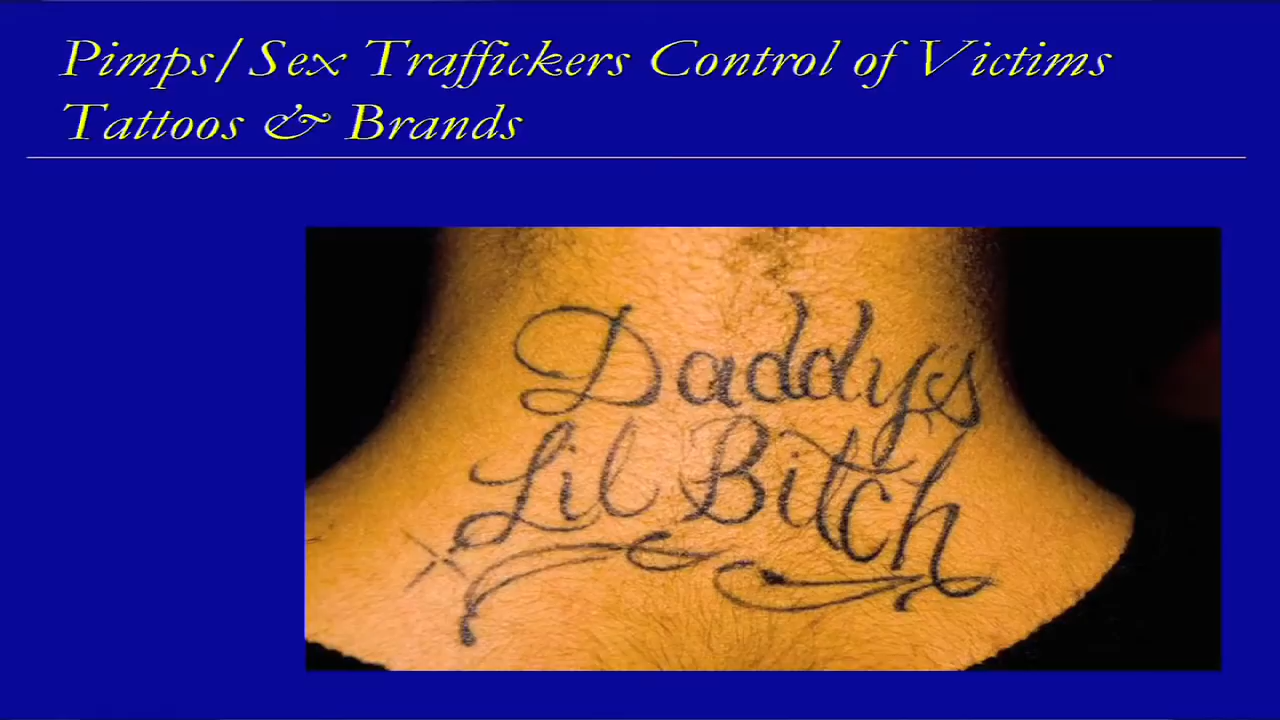 Pimps/Sex Traffickers Control of Victims
Tattoos & Brands
Daddys
Lil Bitch